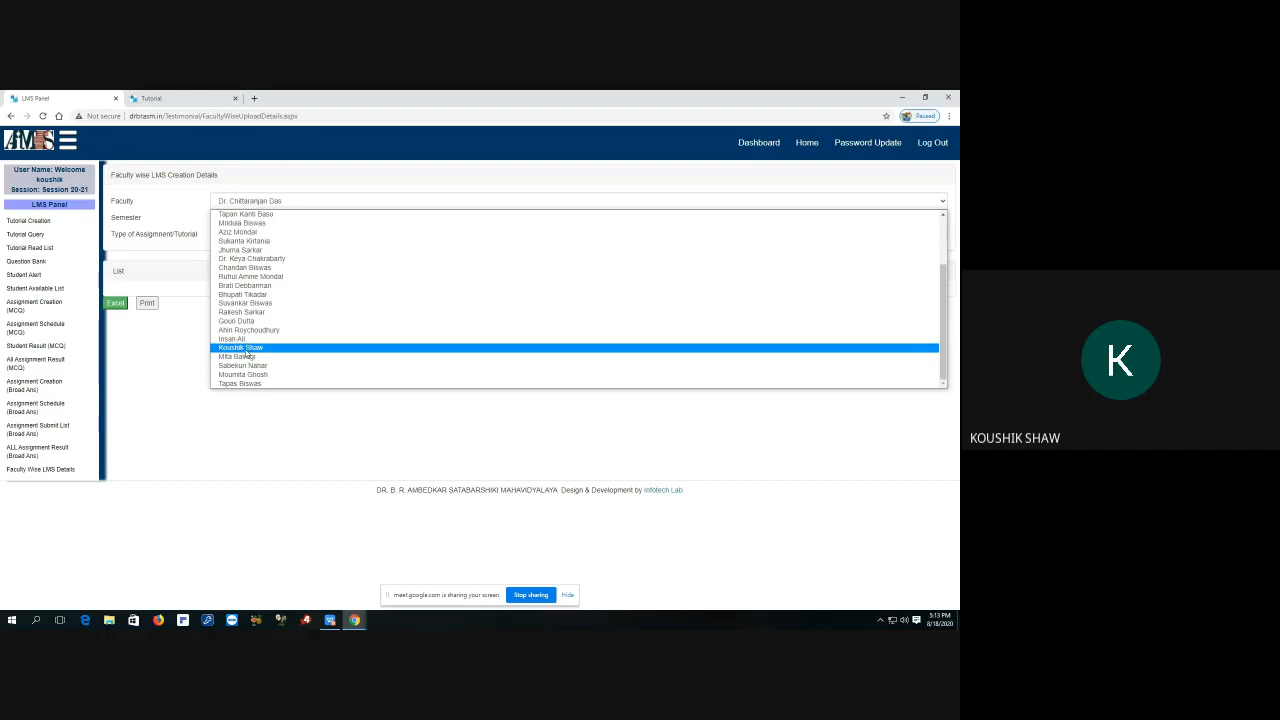 LMS Panel
Tutorial
Not secure
drbrasm.in/Testimonial/FacultyWiseUploadDetails.aspx
Paused
AIMS
Dashboard
Home
Password Update
Log Out
User Name: Welcome
koushik
Session: Session 20-21
LMS Panel
Tutorial Creation
Tutorial Query
Tutorial Read List
Question Bank
Student Alert
Student Available List
Assignment Creation
(MCQ)
Assignment Schedule
(MCQ)
Student Result (MCQ)
All Assignment Result
(MCQ)
Assignment Creation
(Broad Ans)
Assignment Schedule
(Broad Ans)
Assignment Submit List
(Broad Ans)
ALL Assignment Result
(Broad Ans)
Faculty Wise LMS Details
Faculty wise LMS Creation Details
Faculty
Dr. Chittaranjan Das
Semester
Type of Assigmnent/Tutorial
List
Excel
Print
Tapan Kanti Basu
Mridula Biswas
Aziz Mondal
Sukanta Kirtania
Jhuma Sarkar
Dr. Keya Chakrabarty
Chandan Biswas
Ruhul Amine Mondal
Brati Debbarman
Bhupati Tikadar
Suvankar Biswas
Rakesh Sarkar
Gouri Dutta
Ahin Roychoudhury
Insan Ali
Koushik Shaw
Mita
Sabekun Nahar
Moumita Ghosh
Tapas Biswas
DR. B. R. AMBEDKAR SATABARSHIKI MAHAVIDYALAYA Design & Development by Infotech Lab
meet.google.com is sharing your screen.
Stop sharing
Hide
5:13 PM
8/18/2020
K
KOUSHIK SHAW